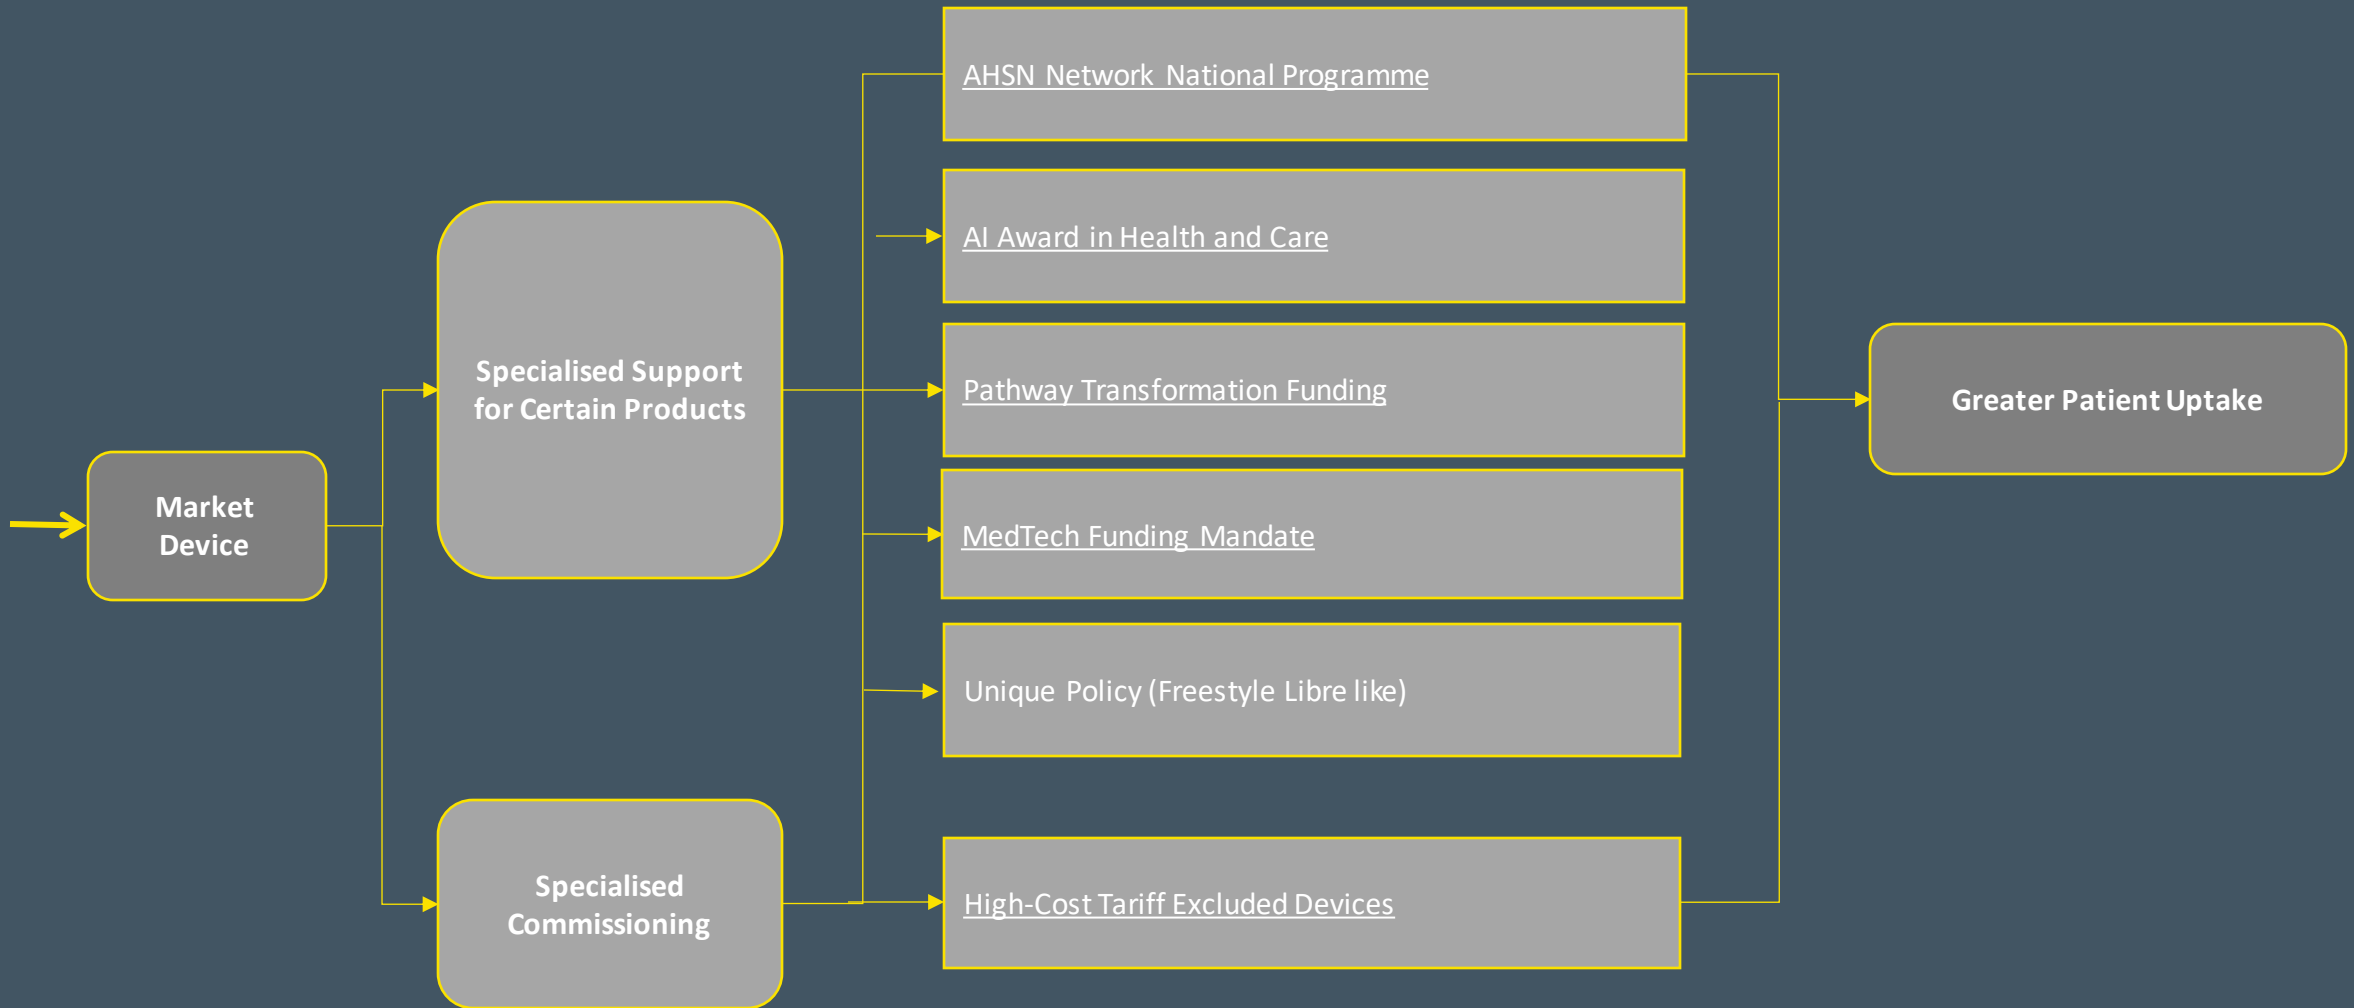 Market
Device
Specialised Support
for Certain Products
Specialised
Commissioning
AHSN Network National Programme
AI Award in Health and Care
Pathway Transformation Funding
MedTech Funding Mandate
Unique Policy (Freestyle Libre like)
High-Cost Tariff Excluded Devices
Greater Patient Uptake